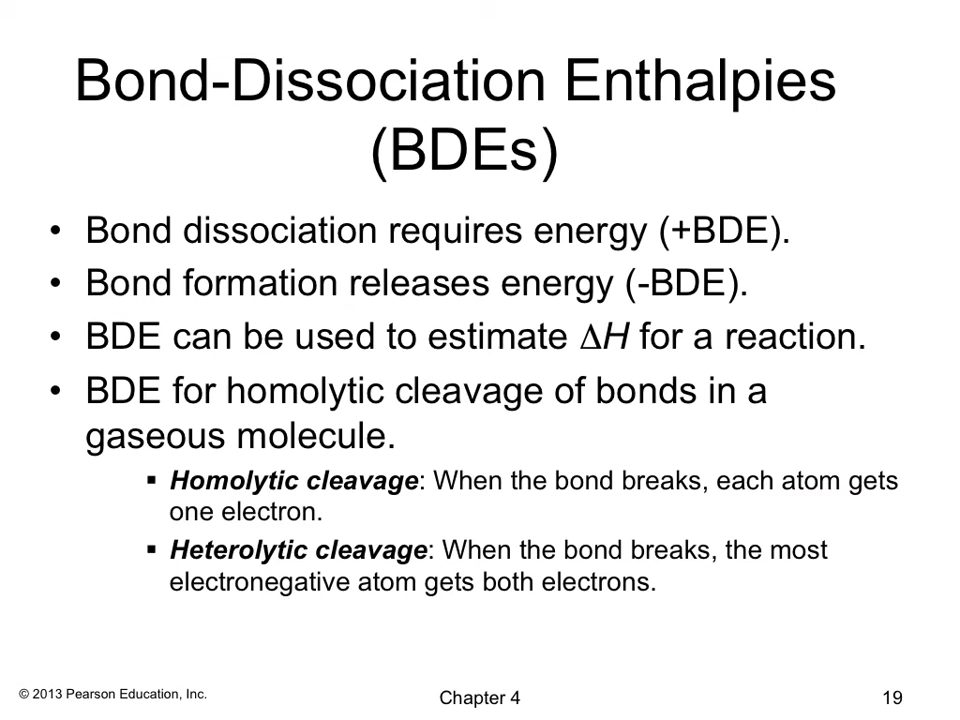 Bond-Dissociation Enthalpies
(BDEs)
• Bond dissociation requires energy (+BDE).
• Bond formation releases energy (-BDE).
• BDE can be used to estimate ΔH for a reaction.
• BDE for homolytic cleavage of bonds in a
gaseous molecule.
▪ Homolytic cleavage: When the bond breaks, each atom gets
one electron.
▪ Heterolytic cleavage: When the bond breaks, the most
electronegative atom gets both electrons.
© 2013 Pearson Education, Inc.
Chapter 4
19